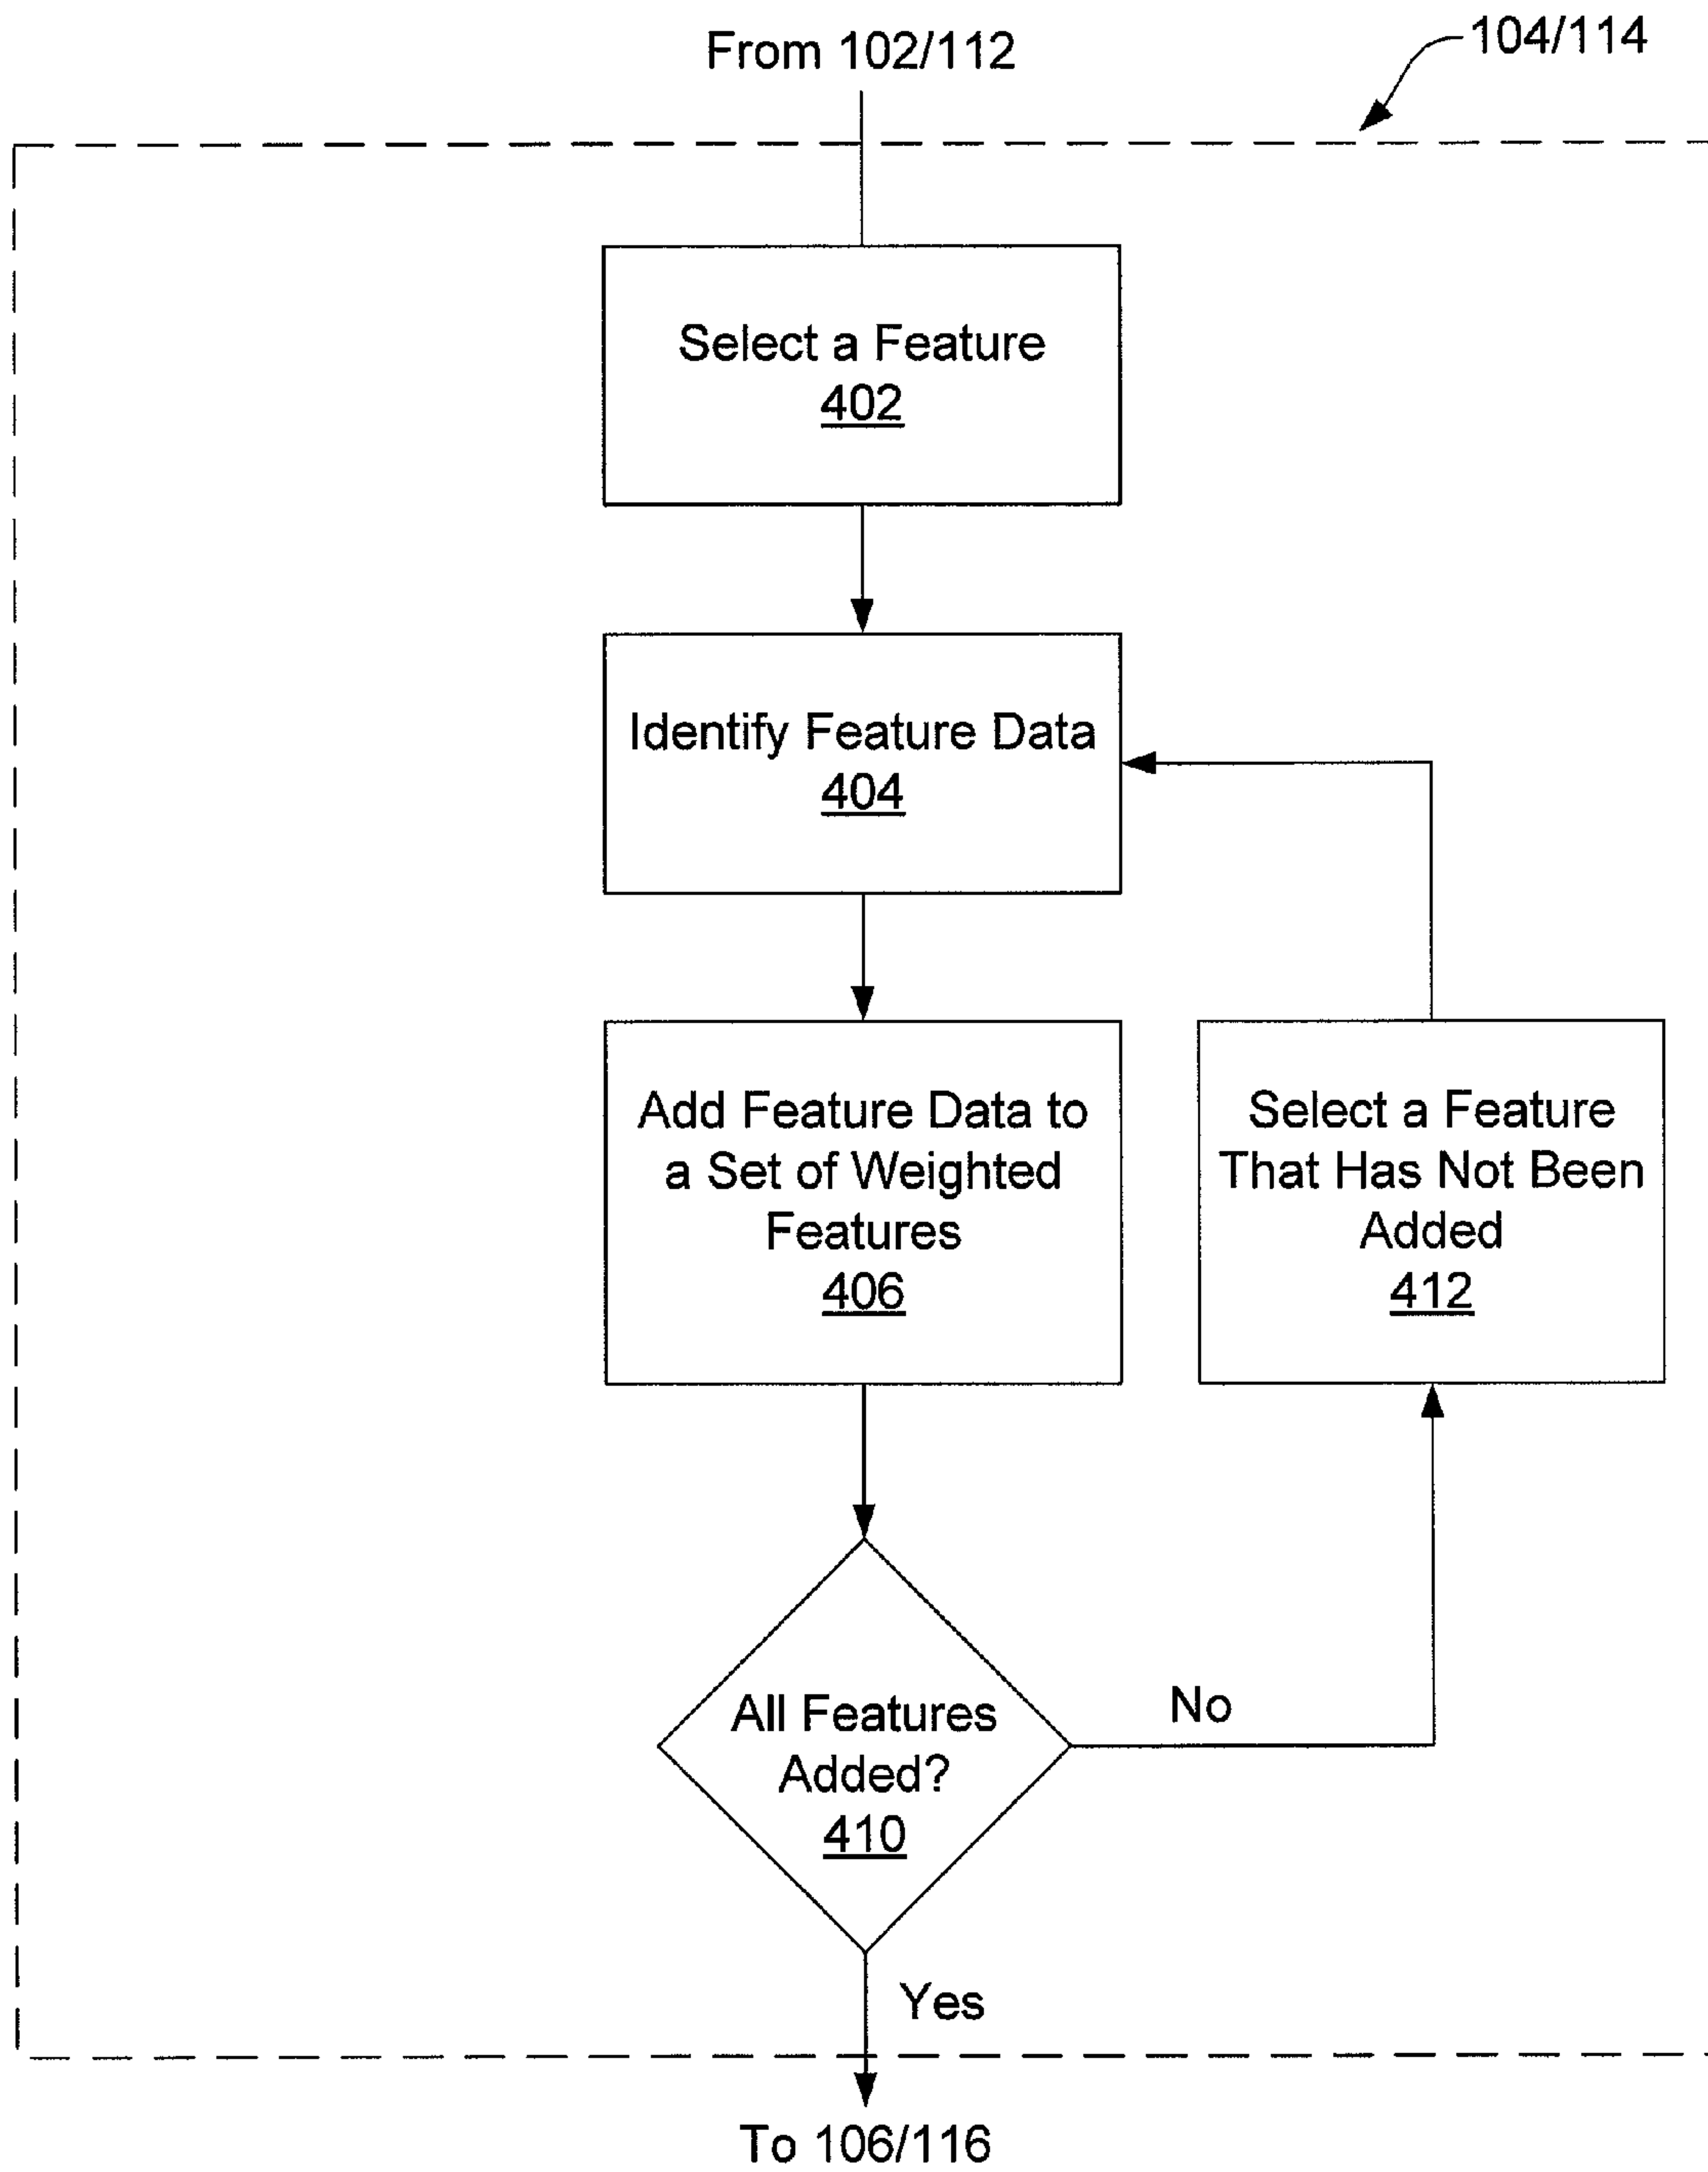 From 102/112
104/114
Select a Feature
402
Identify Feature Data
404
Add Feature Data to
a Set of Weighted
Features
406
Select a Feature
That Has Not Been
Added
412
All Features
Added?
410
No
Yes
To 106/116